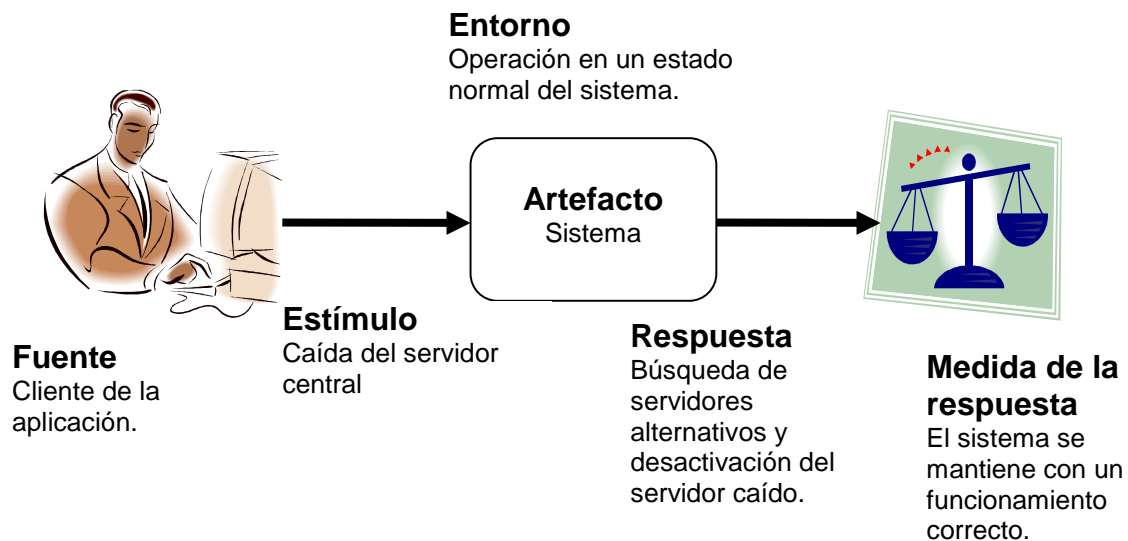 Entorno
Operación en un estado
normal del sistema.
Artefacto
Sistema
Estímulo
Caída del servidor
central
Fuente
Cliente de la
aplicación.
Respuesta
Búsqueda de
servidores
alternativos y
desactivación del
servidor caído.
Medida de la
respuesta
El sistema se
mantiene con un
funcionamiento
correcto.